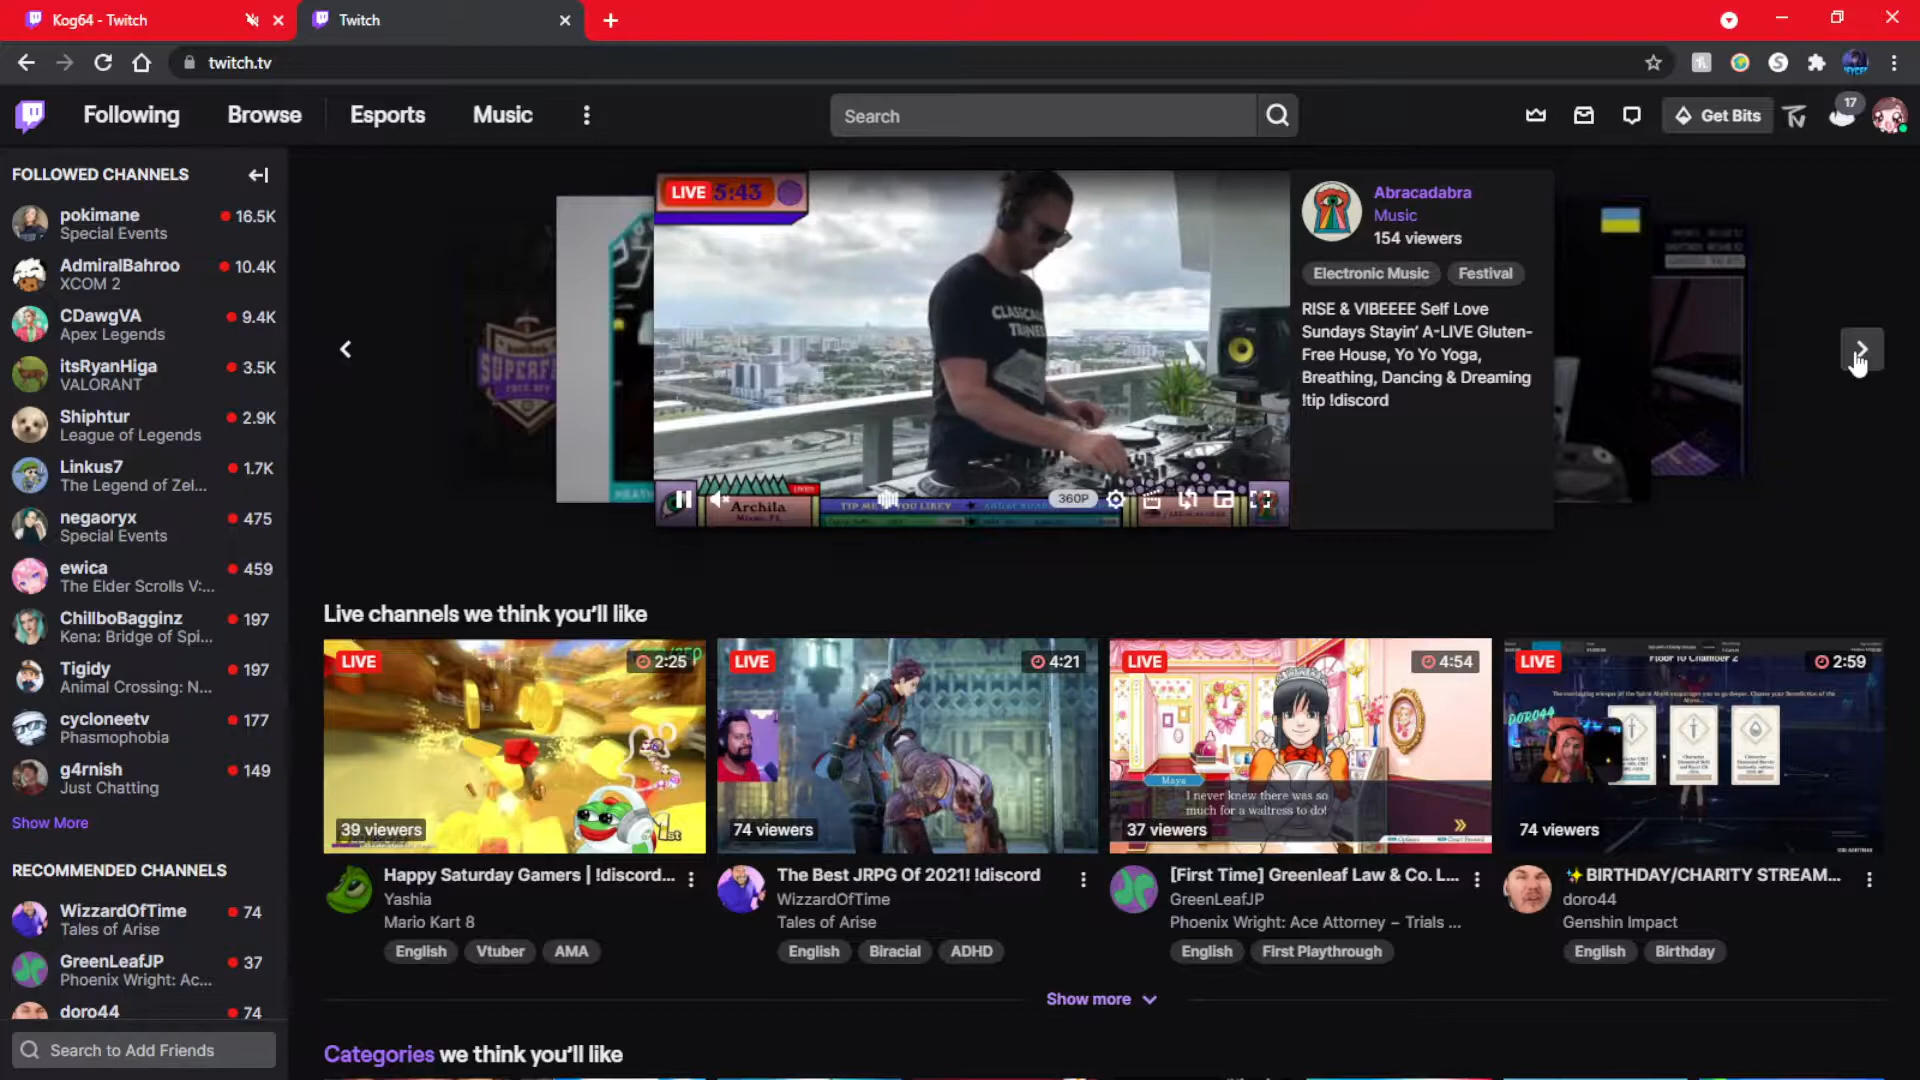 Kog64 - Twitch
Twitch
twitch.tv
Following
Browse
Esports
Music
Search
Get Bits
17
FOLLOWED CHANNELS
pokimane
16.5K
Special Events
AdmiralBahroo
10.4K
XCOM 2
CDawgVA
9.4K
Apex Legends
itsRyanHiga
3.5K
VALORANT
Shiphtur
2.9K
League of Legends
Linkus7
1.7K
The Legend of Zel...
negaoryx
475
Special Events
ewica
459
The Elder Scrolls V:...
ChillboBagginz
197
Kena: Bridge of Spi...
Tigidy
197
Animal Crossing: N...
cycloneetv
177
Phasmophobia
g4rnish
149
Just Chatting
Show More
RECOMMENDED CHANNELS
WizzardOfTime
74
Tales of Arise
GreenLeafJP
37
Phoenix Wright: Ac...
doro44
74
Search to Add Friends
LIVE
5:43
Archila
360P
Abracadabra
Music
154 viewers
Electronic Music
Festival
RISE & VIBEEEE Self Love
Sundays Stayin' A-LIVE Gluten-
Free House, Yo Yo Yoga,
Breathing, Dancing & Dreaming
!tip !discord
Live channels we think you'll like
LIVE
2:25
1st
39 viewers
Happy Saturday Gamers | !discord...
Yashia
Mario Kart 8
English
Vtuber
AMA
LIVE
4:21
74 viewers
The Best JRPG Of 2021! !discord
WizzardOfTime
Tales of Arise
English
Biracial
ADHD
LIVE
4:54
Maya
I never knew there was so
much for a waitress to do!
37 viewers
[First Time] Greenleaf Law & Co. L...
GreenLeafJP
Phoenix Wright: Ace Attorney – Trials ...
English
First Playthrough
LIVE
2:59
Floor 10 Chamber 2
DORO44
74 viewers
✨BIRTHDAY/CHARITY STREAM...
doro44
Genshin Impact
English
Birthday
Show more
Categories we think you'll like